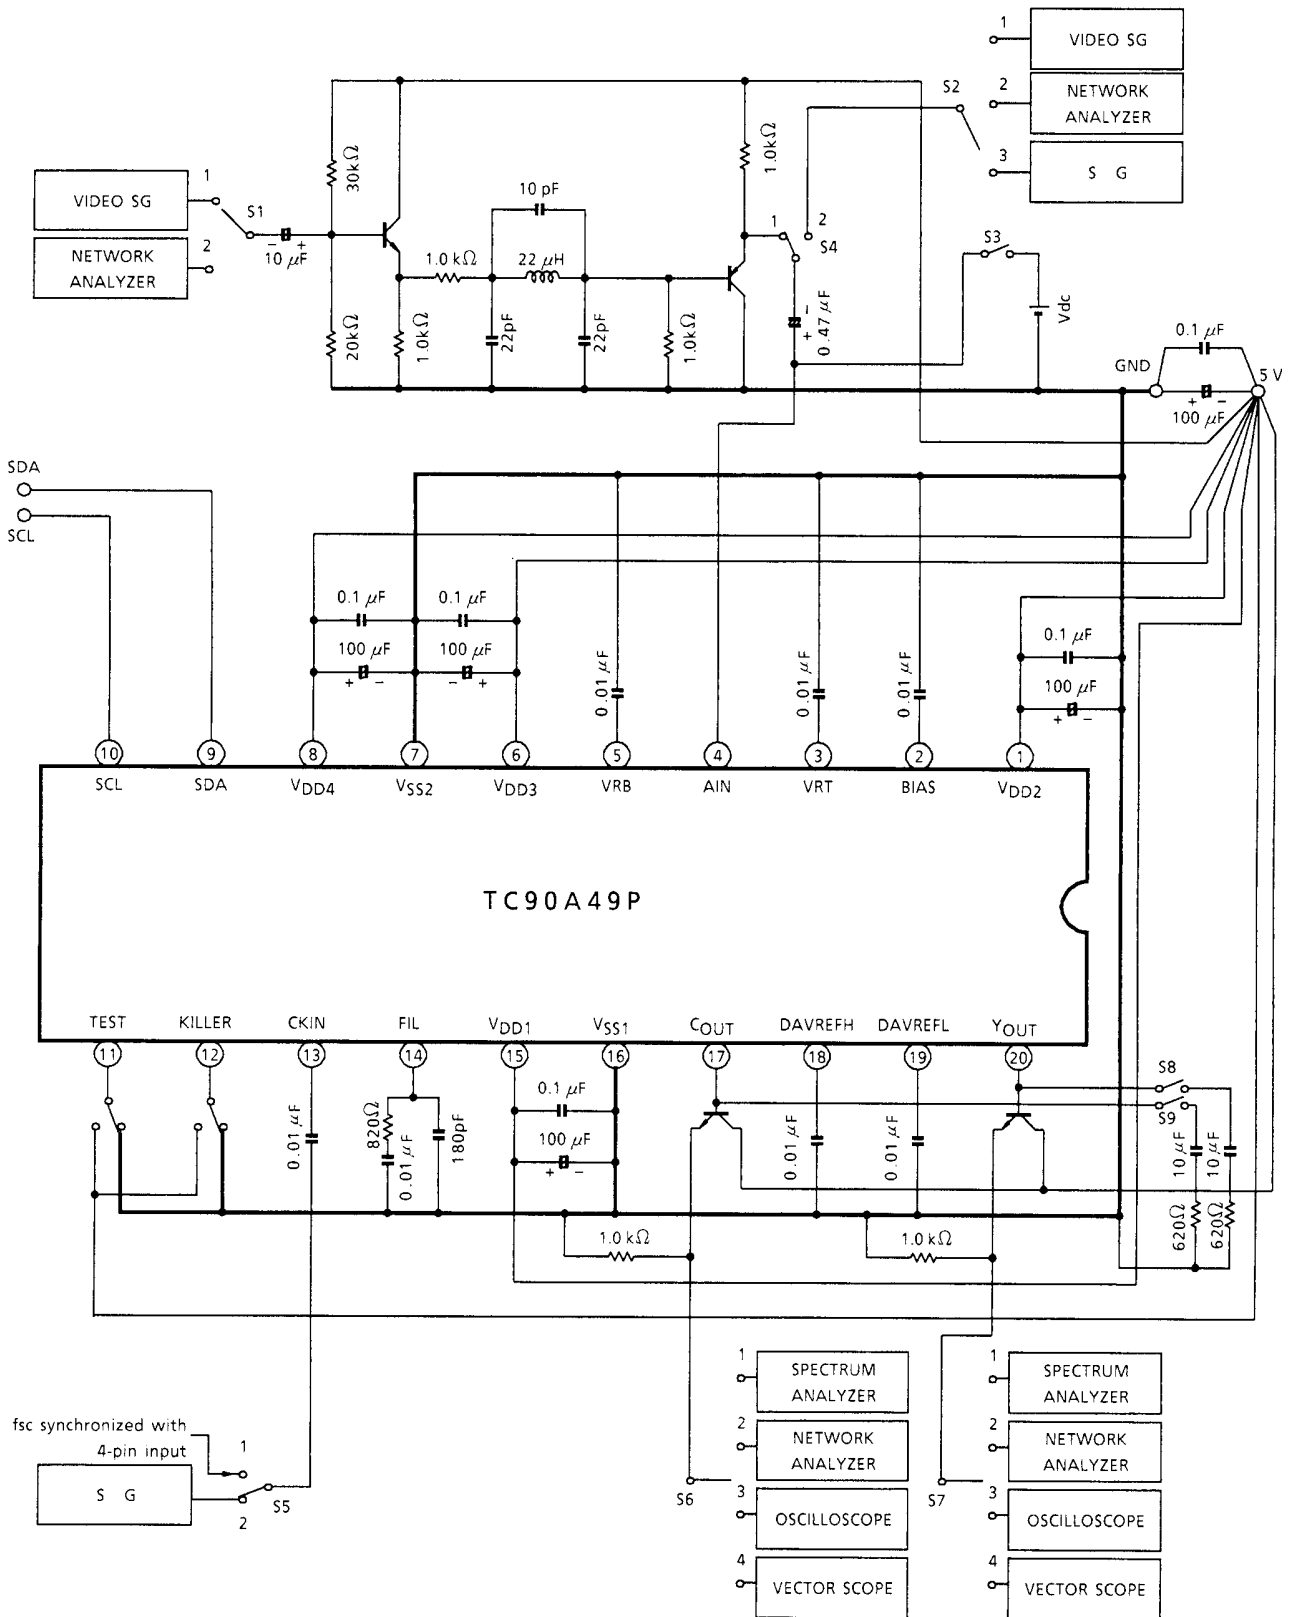 1
VIDEO SG
S2
2
NETWORK
ANALYZER
3
S G
30kΩ
1.0kΩ
10 pF
VIDEO SG
1
S1
NETWORK
ANALYZER
2
- +
10 μF
1.0 kΩ
22 μH
1
2
S4
S3
20kΩ
1.0kΩ
22pF
22pF
1.0kΩ
-
+
0.47 μF
Vdc
0.1 μF
GND
5 V
+ -
100 μF
SDA
SCL
0.1 μF
0.1 μF
100 μF
100 μF
+ -
- +
0.01 μF
0.01 μF
0.01 μF
0.1 μF
100 μF
+ -
10
9
8
7
6
5
4
3
2
1
SCL
SDA
VDD4
VSS2
VDD3
VRB
AIN
VRT
BIAS
VDD2
TC90A49P
TEST
KILLER
CKIN
FIL
VDD1
VSS1
COUT
DAVREFH
DAVREFL
YOUT
11
12
13
14
15
16
17
18
19
20
S8
S9
0.01 μF
820Ω
0.01 μF
180pF
0.1 μF
100 μF
+ -
0.01 μF
0.01 μF
10 μF
10 μF
620Ω
620Ω
1.0 kΩ
1.0 kΩ
fsc synchronized with
4-pin input
1
S G
2
S5
S6
1
SPECTRUM
ANALYZER
2
NETWORK
ANALYZER
3
OSCILLOSCOPE
4
VECTOR SCOPE
S7
1
SPECTRUM
ANALYZER
2
NETWORK
ANALYZER
3
OSCILLOSCOPE
4
VECTOR SCOPE